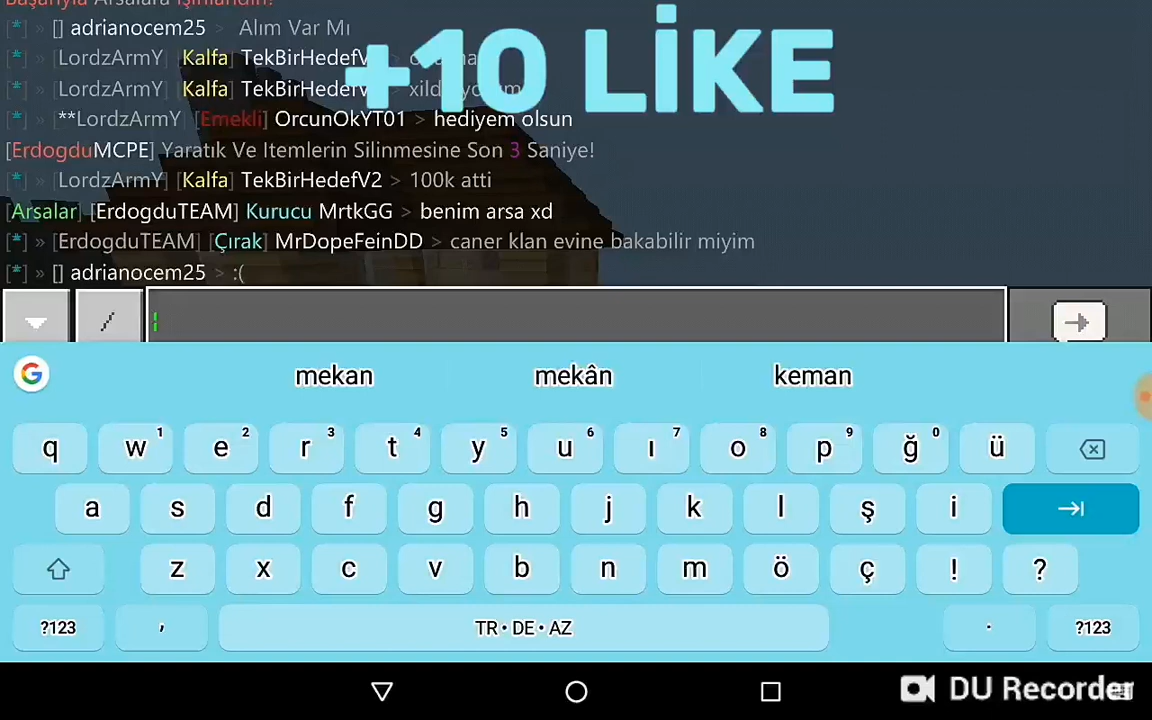 Başarıyla Arsalara Işınlandın!
[*] » [] adrianocem25 > Alım Var Mı
+10 LİKE
[*] » [LordzArmY] [Kalfa] TekBirHedefV
[*] » [LordzArmY] [Kalfa] TekBirHedefV
[*] » [**LordzArmY] [Emekli] OrcunOkYT01 > hediyem olsun
[ErdogduMCPE] Yaratık Ve Itemlerin Silinmesine Son 3 Saniye!
[*] » [LordzArmY] [Kalfa] TekBirHedefV2 > 100k atti
[Arsalar] [ErdogduTEAM] Kurucu MrtkGG > benim arsa xd
[*] » [ErdogduTEAM] [Çırak] MrDopeFeinDD > caner klan evine bakabilir miyim
[*] » [] adrianocem25 > :(
/
mekan mekân keman
q w 1 e 2 r 3 t 4 y 5 u 6 ı 7 o 8 p 9 ğ 0 ü
a s d f g h j k l ş i
z x c v b n m ö ç ! ?
?123 , TR • DE • AZ . ?123
DU Recorder